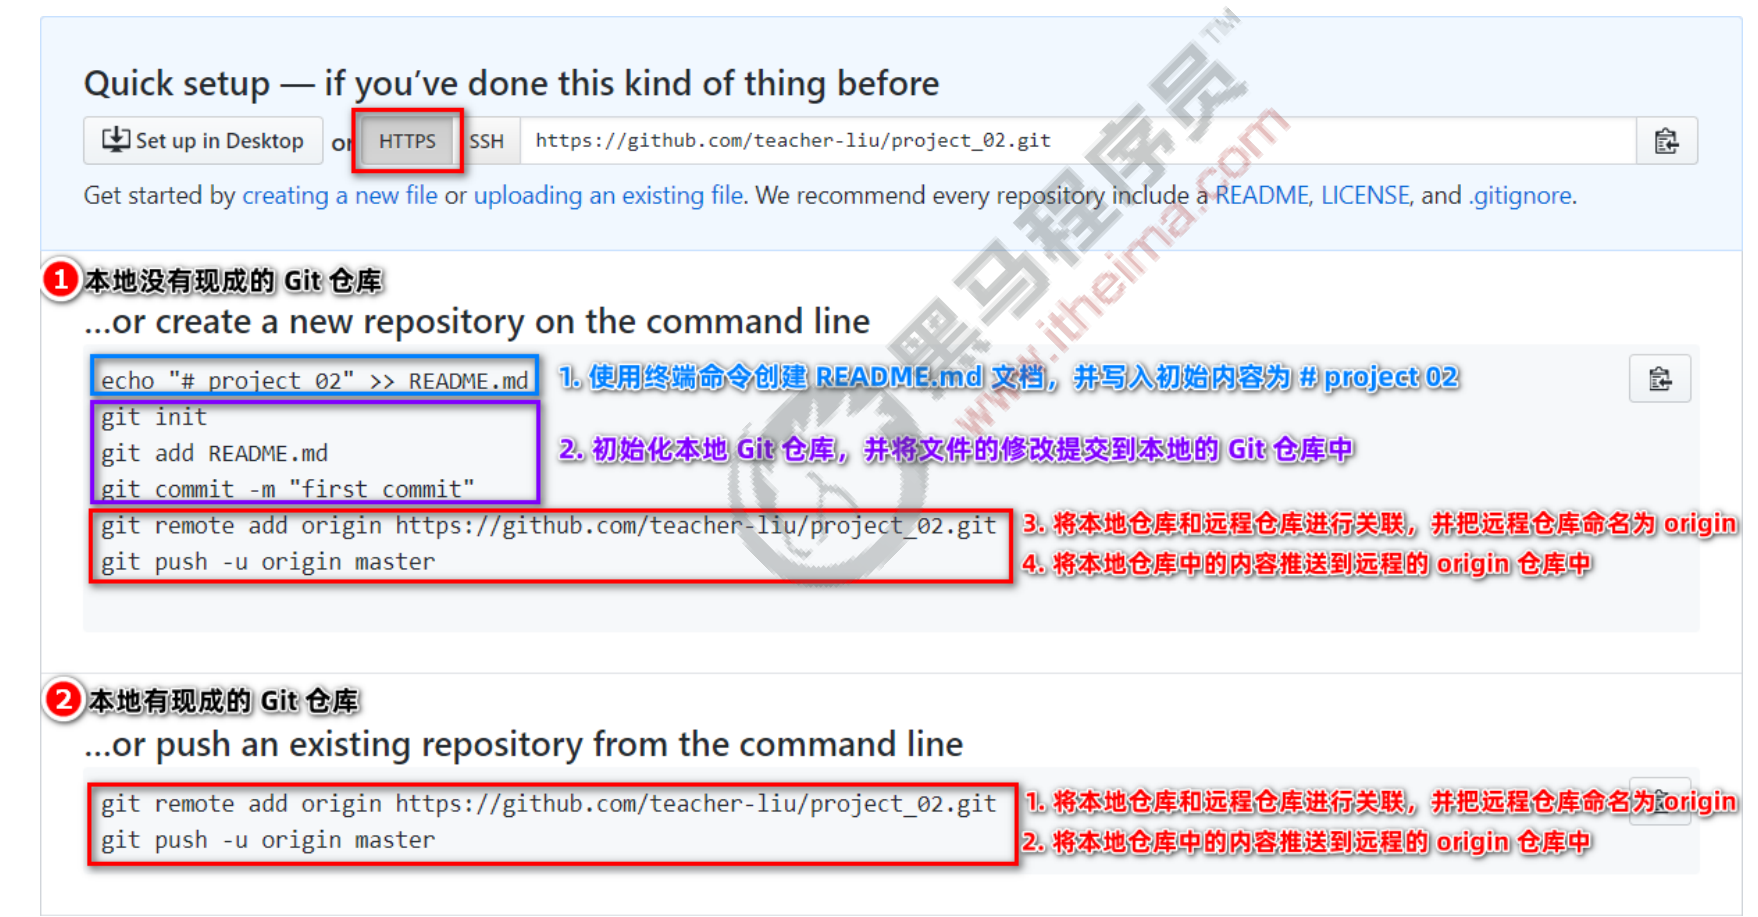 Quick setup — if you’ve done this kind of thing before
Set up in Desktop or HTTPS SSH https://github.com/teacher-liu/project_02.git
Get started by creating a new file or uploading an existing file. We recommend every repository include a README, LICENSE, and .gitignore.
1 本地没有现成的 Git 仓库
...or create a new repository on the command line
echo "# project_02" >> README.md 1. 使用终端命令创建 README.md 文档，并写入初始内容为 # project 02
git init
git add README.md 2. 初始化本地 Git 仓库，并将文件的修改提交到本地的 Git 仓库中
git commit -m "first commit"
git remote add origin https://github.com/teacher-liu/project_02.git 3. 将本地仓库和远程仓库进行关联，并把远程仓库命名为 origin
git push -u origin master 4. 将本地仓库中的内容推送到远程的 origin 仓库中
2 本地有现成的 Git 仓库
...or push an existing repository from the command line
git remote add origin https://github.com/teacher-liu/project_02.git 1. 将本地仓库和远程仓库进行关联，并把远程仓库命名为 origin
git push -u origin master 2. 将本地仓库中的内容推送到远程的 origin 仓库中
黑马程序员™
www.itheima.com